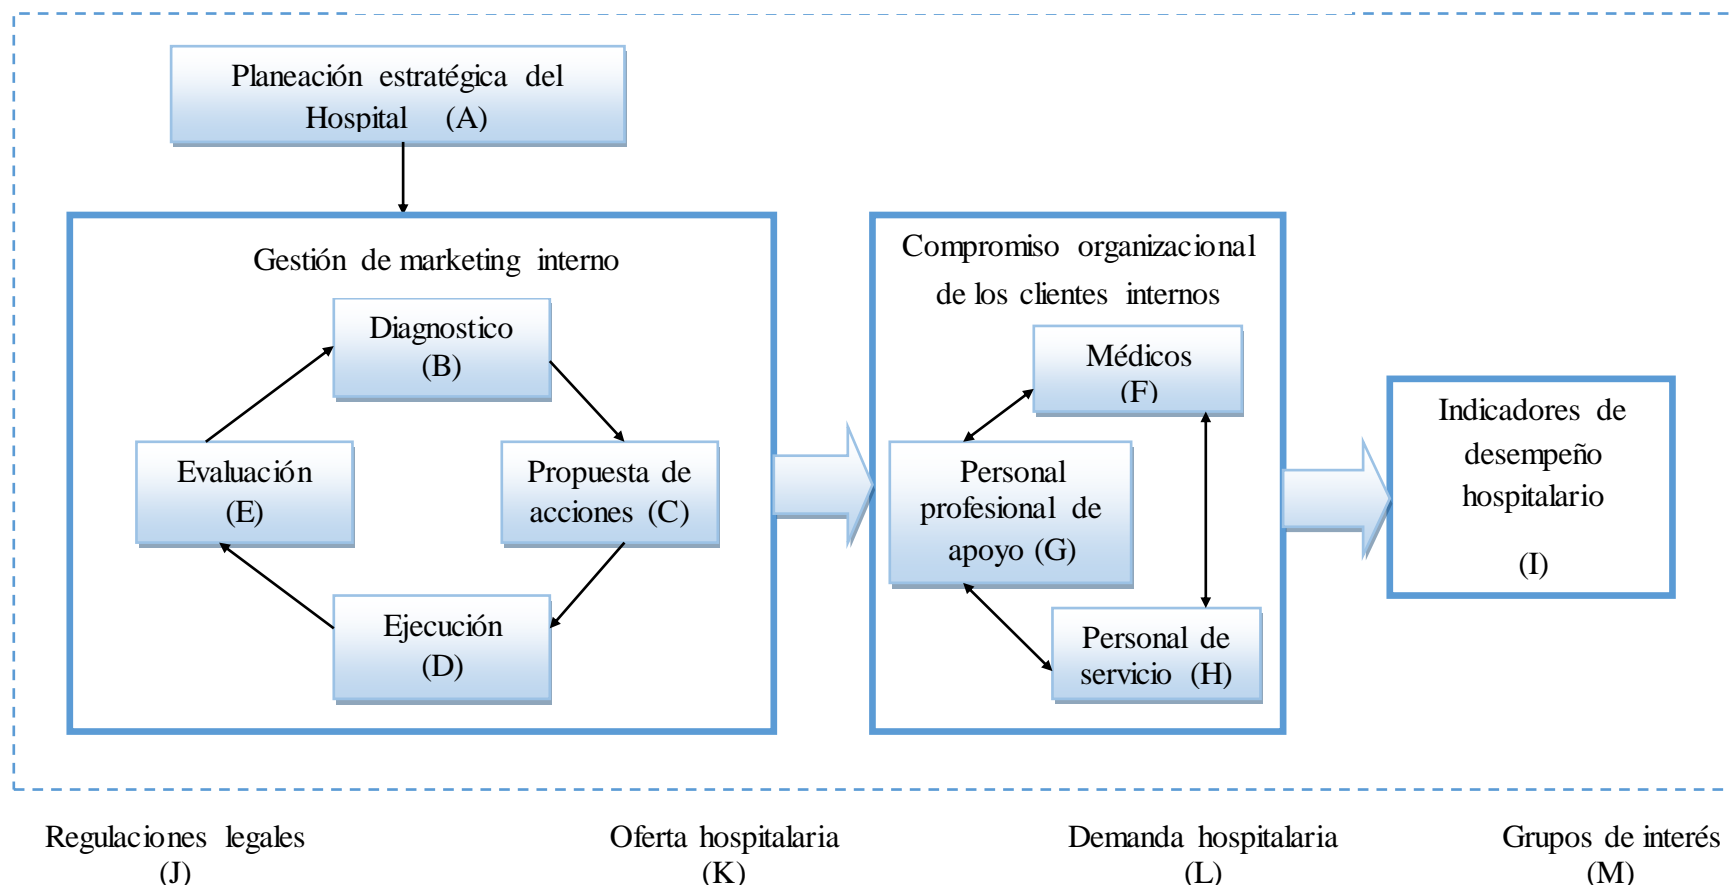 Planeación estratégica del
Hospital (A)
Gestión de marketing interno
Diagnostico
(B)
Evaluación
(E)
Propuesta de
acciones (C)
Ejecución
(D)
Compromiso organizacional
de los clientes internos
Médicos
(F)
Personal
profesional de
apoyo (G)
Personal de
servicio (H)
Indicadores de
desempeño
hospitalario
(I)
Regulaciones legales
(J)
Oferta hospitalaria
(K)
Demanda hospitalaria
(L)
Grupos de interés
(M)